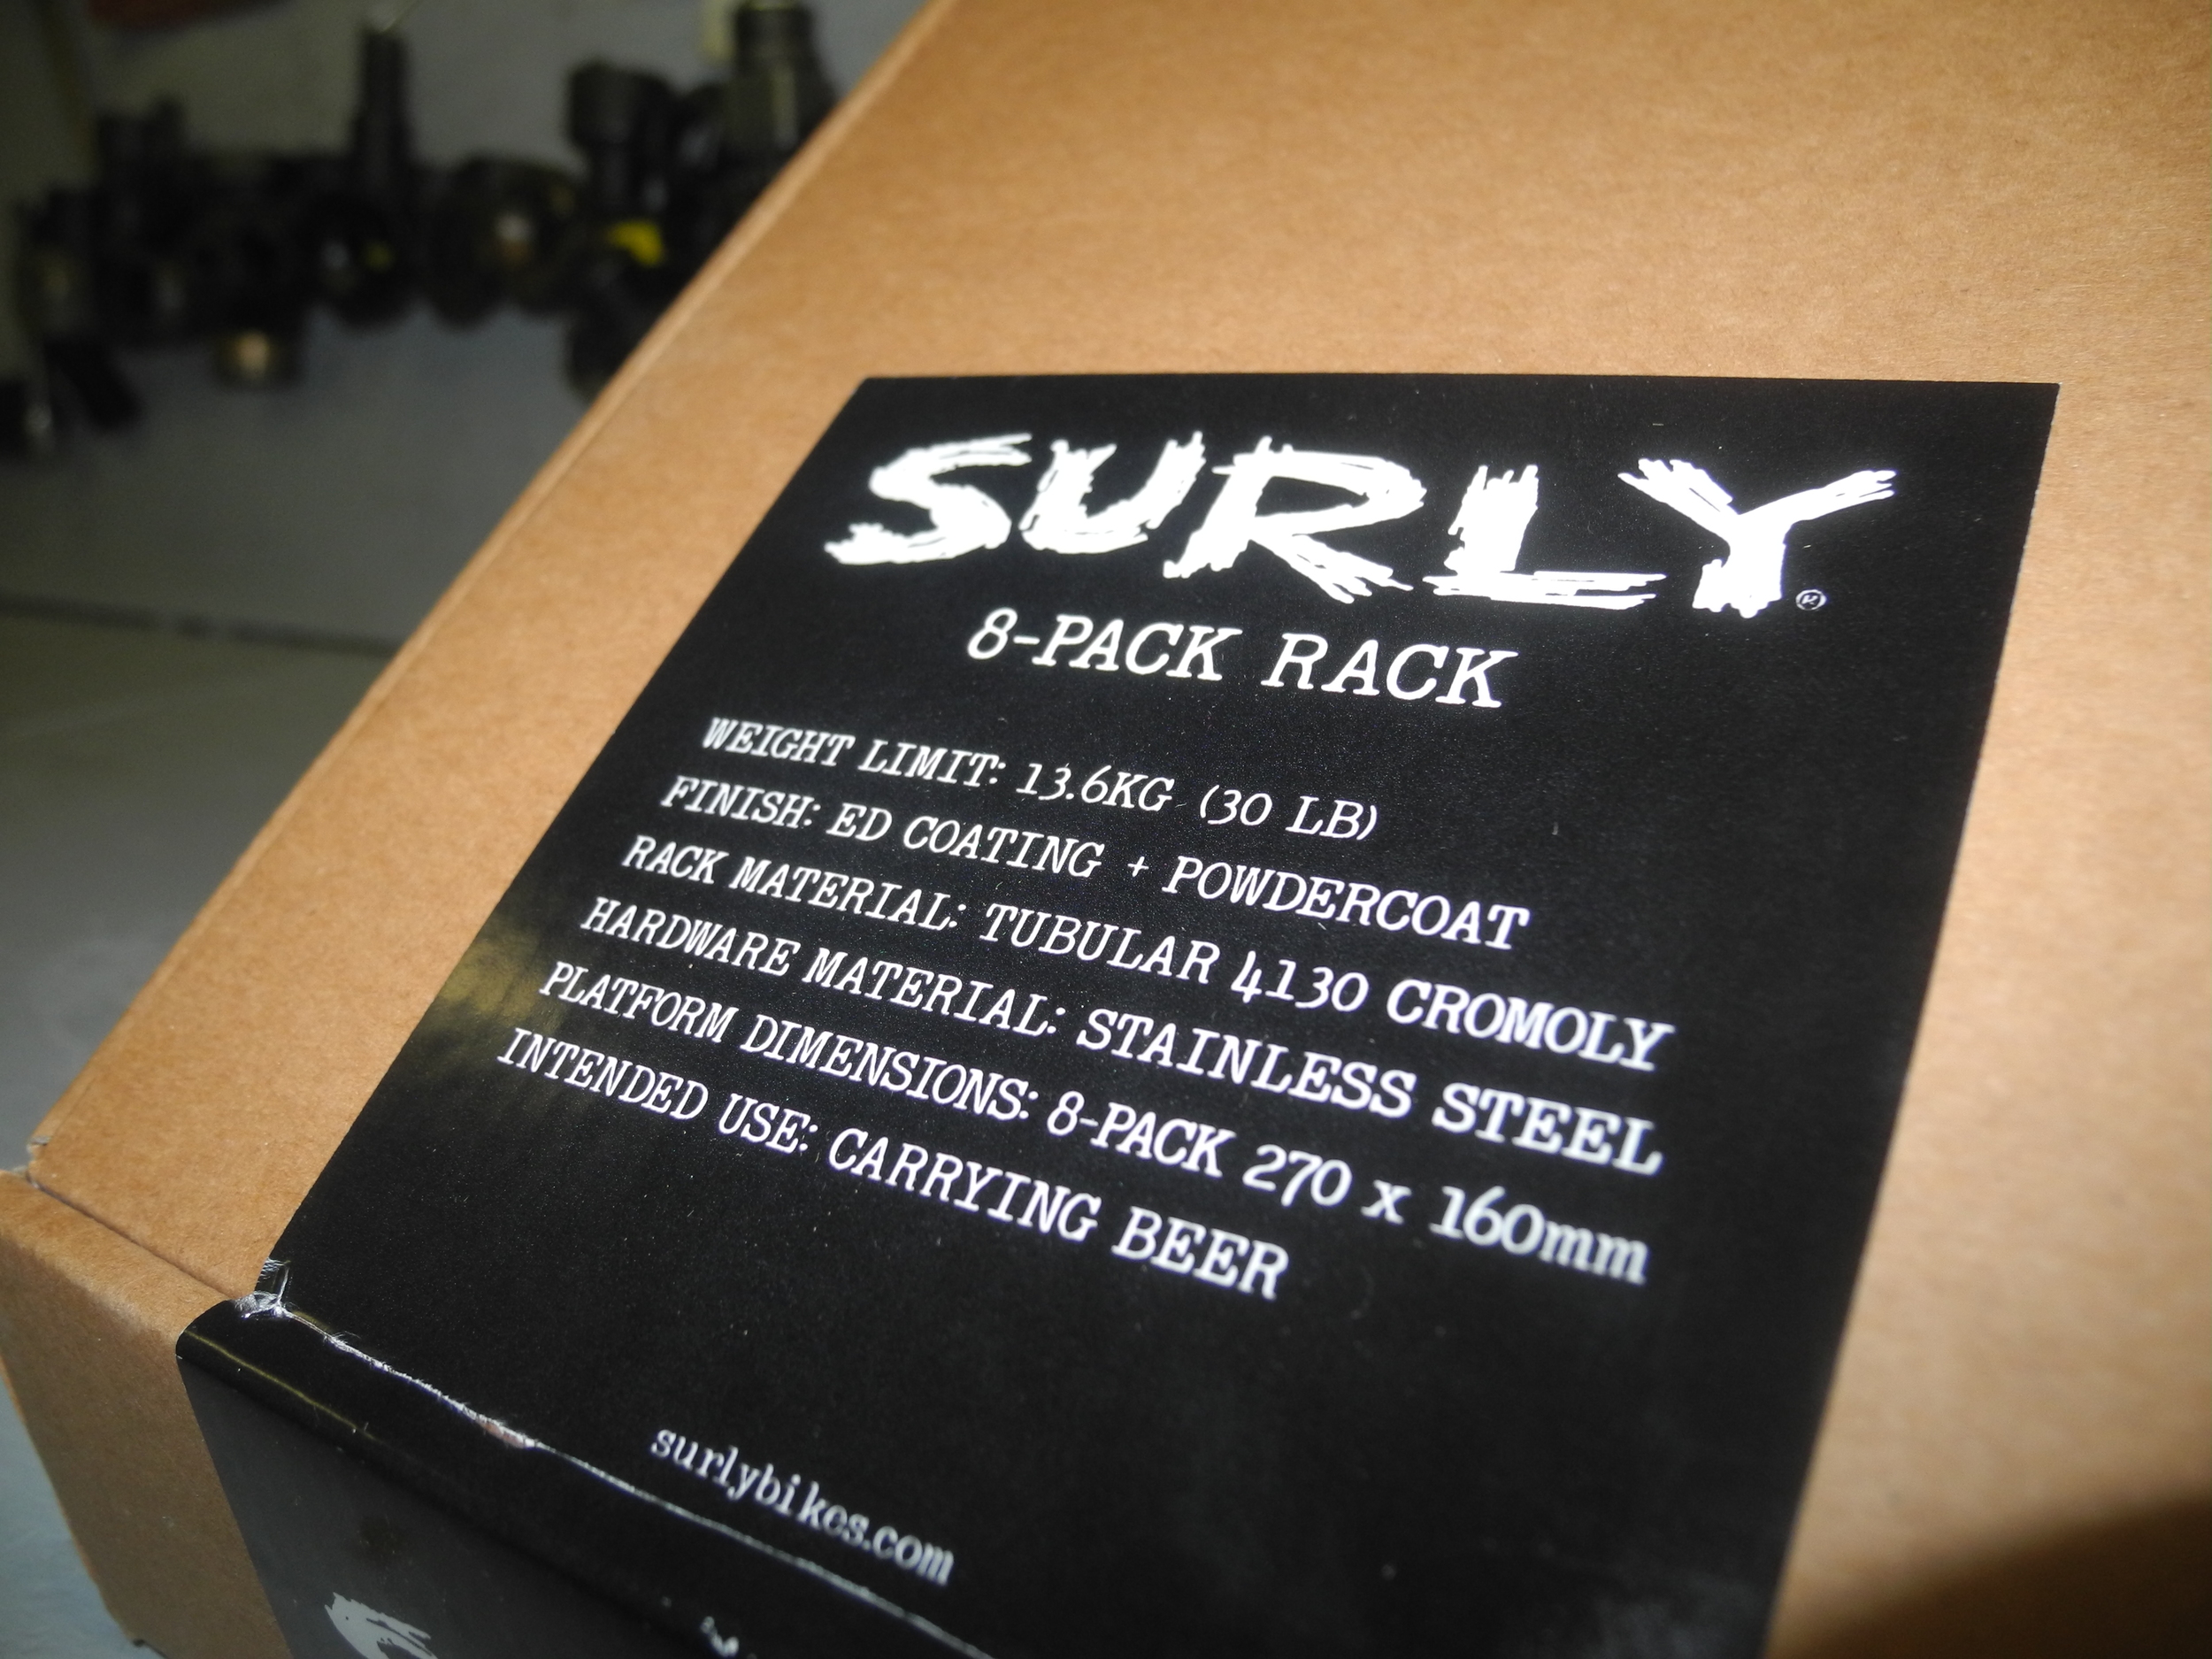 SURLY®
8-PACK RACK
WEIGHT LIMIT: 13.6KG (30 LB)
FINISH: ED COATING + POWDERCOAT
RACK MATERIAL: TUBULAR 4130 CROMOLY
HARDWARE MATERIAL: STAINLESS STEEL
PLATFORM DIMENSIONS: 8-PACK 270 x 160mm
INTENDED USE: CARRYING BEER
surlybikes.com